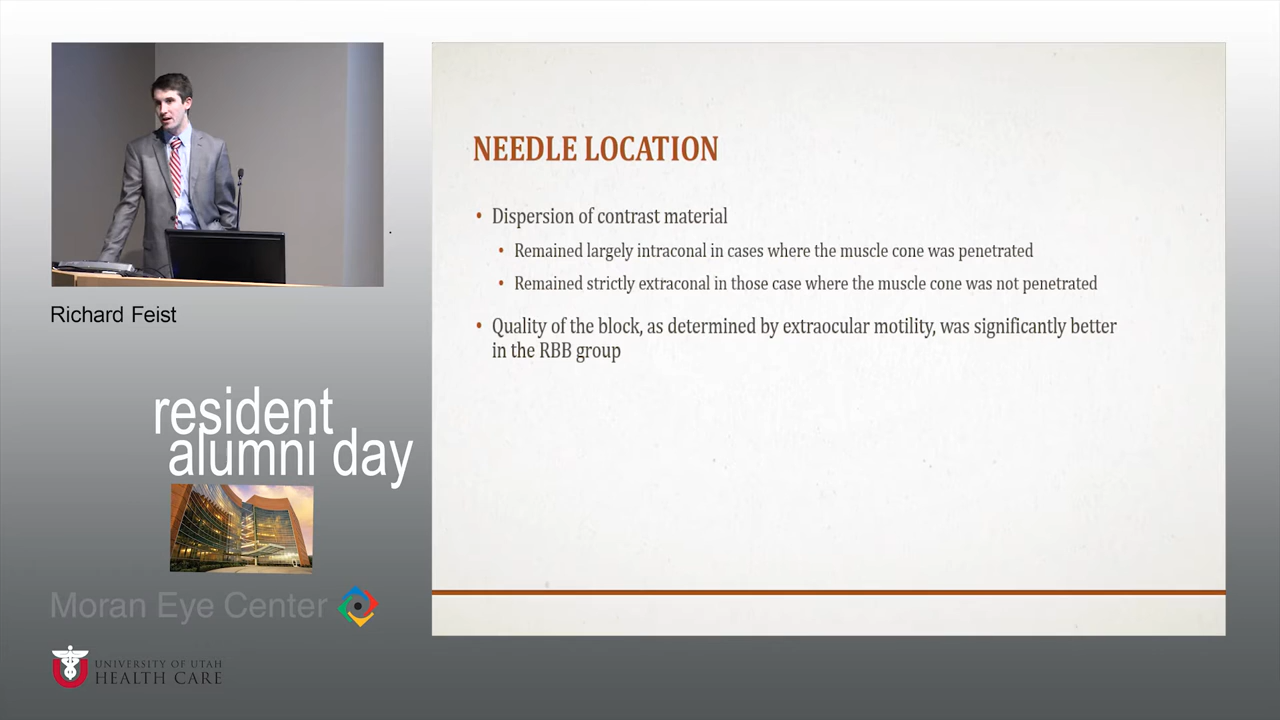 NEEDLE LOCATION
• Dispersion of contrast material
• Remained largely intraconal in cases where the muscle cone was penetrated
• Remained strictly extraconal in those case where the muscle cone was not penetrated
• Quality of the block, as determined by extraocular motility, was significantly better
in the RBB group
Richard Feist
resident
alumni day
Moran Eye Center
U
UNIVERSITY OF UTAH
HEALTH CARE